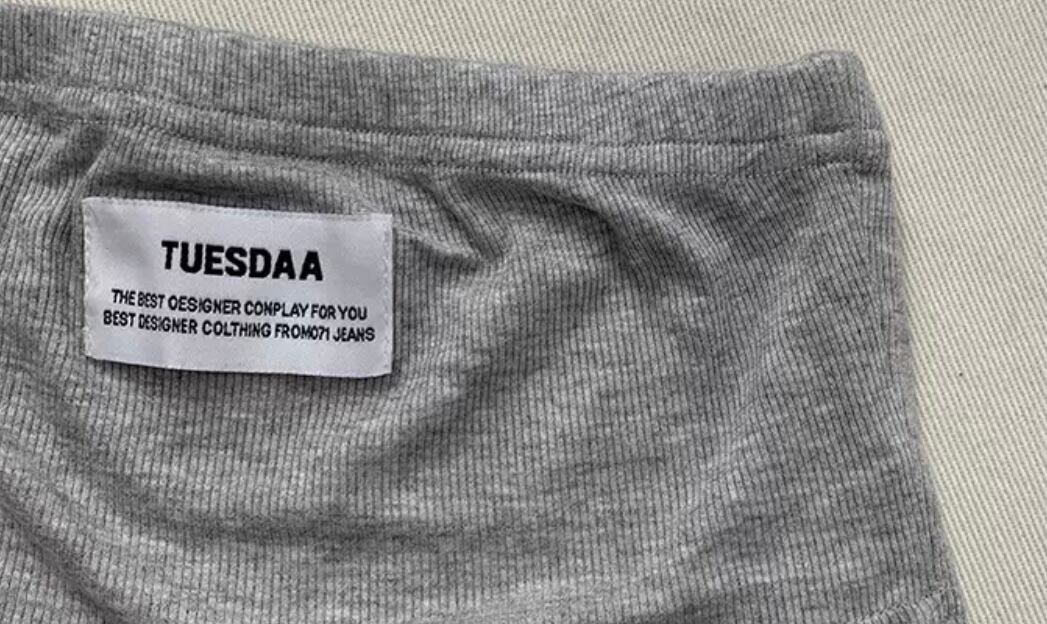 TUESDAA
THE BEST OESIGNER CONPLAY FOR YOU
BEST DESIGNER COLTHING FROM071 JEANS